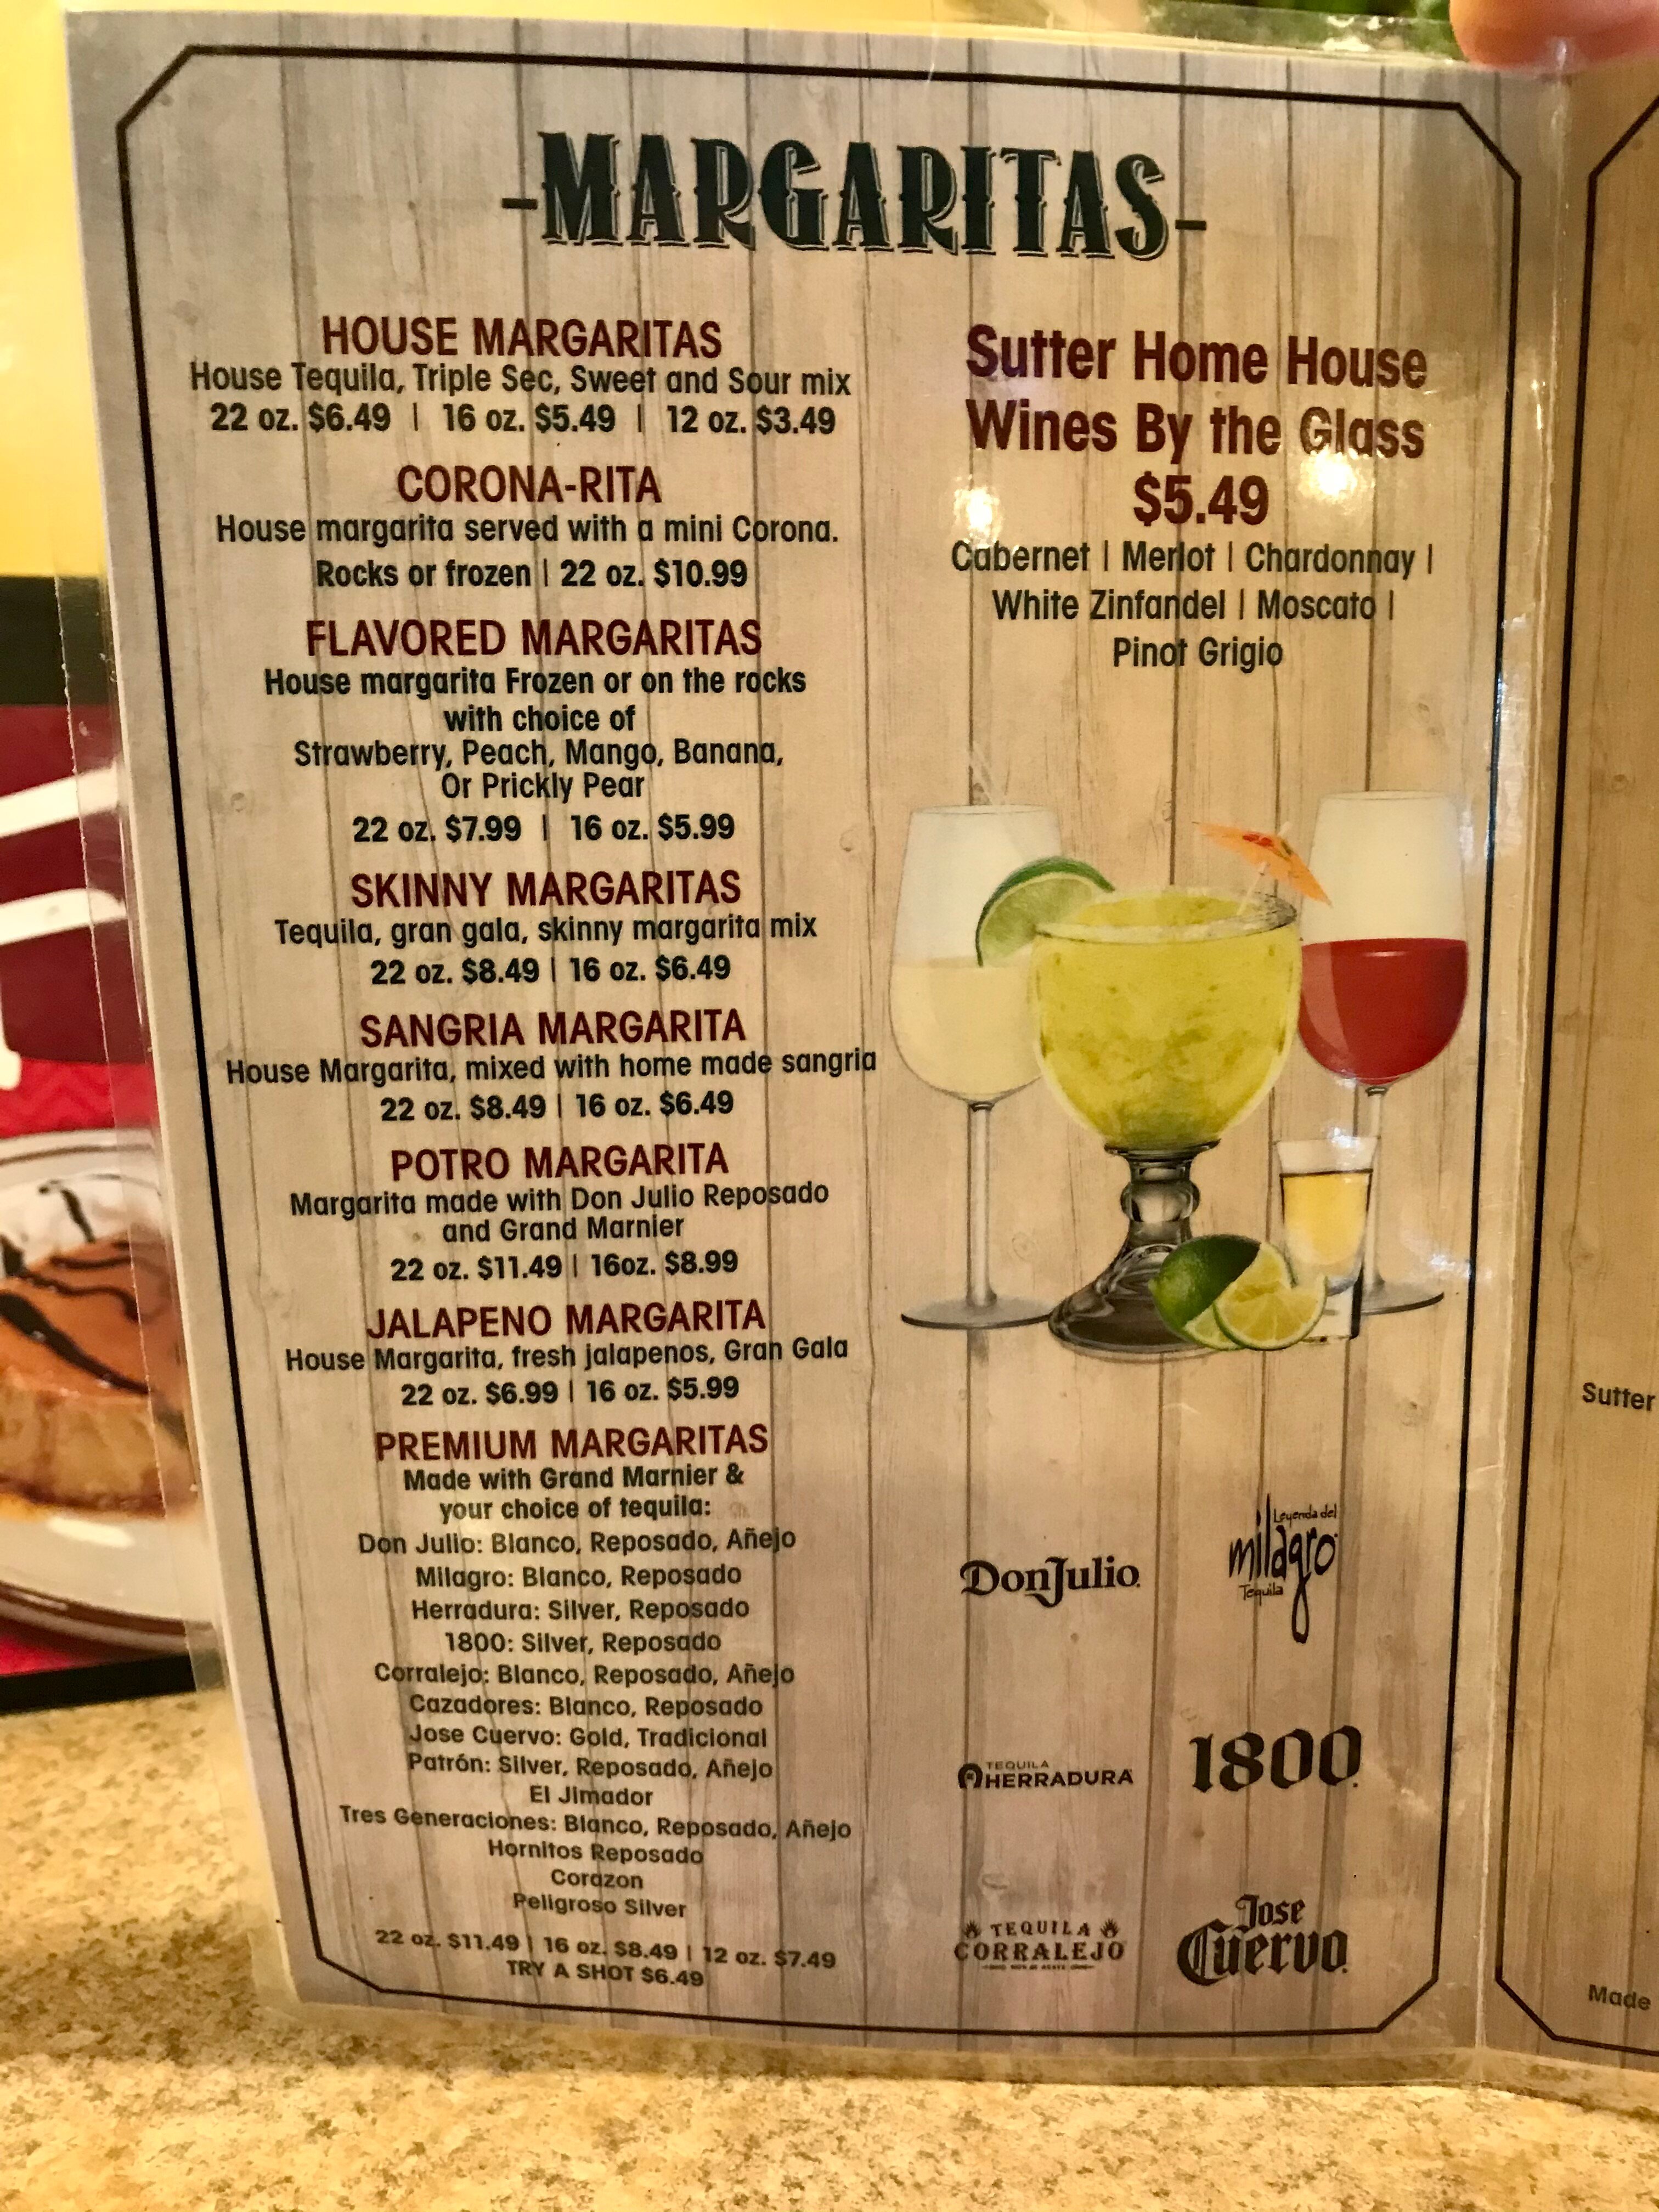 -MARGARITAS-
HOUSE MARGARITAS
House Tequila, Triple Sec, Sweet and Sour mix
22 oz. $6.49 | 16 oz. $5.49 | 12 oz. $3.49
CORONA-RITA
House margarita served with a mini Corona.
Rocks or frozen | 22 oz. $10.99
FLAVORED MARGARITAS
House margarita Frozen or on the rocks
with choice of
Strawberry, Peach, Mango, Banana,
Or Prickly Pear
22 oz. $7.99 | 16 oz. $5.99
SKINNY MARGARITAS
Tequila, gran gala, skinny margarita mix
22 oz. $8.49 | 16 oz. $6.49
SANGRIA MARGARITA
House Margarita, mixed with home made sangria
22 oz. $8.49 | 16 oz. $6.49
POTRO MARGARITA
Margarita made with Don Julio Reposado
and Grand Marnier
22 oz. $11.49 | 16oz. $8.99
JALAPENO MARGARITA
House Margarita, fresh jalapenos, Gran Gala
22 oz. $6.99 | 16 oz. $5.99
PREMIUM MARGARITAS
Made with Grand Marnier &
your choice of tequila:
Don Julio: Blanco, Reposado, Añejo
Milagro: Blanco, Reposado
Herradura: Silver, Reposado
1800: Silver, Reposado
Corralejo: Blanco, Reposado, Añejo
Cazadores: Blanco, Reposado
Jose Cuervo: Gold, Tradicional
Patrón: Silver, Reposado, Añejo
El Jimador
Tres Generaciones: Blanco, Reposado, Añejo
Hornitos Reposado
Corazon
Peligroso Silver
22 oz. $11.49 | 16 oz. $8.49 | 12 oz. $7.49
TRY A SHOT $6.49
Sutter Home House
Wines By the Glass
$5.49
Cabernet | Merlot | Chardonnay |
White Zinfandel | Moscato |
Pinot Grigio
Don Julio
Leyenda del
milagro
Tequila
TEQUILA
HERRADURA
1800
TEQUILA
CORRALEJO
Jose
Cuervo
Sutter
Made